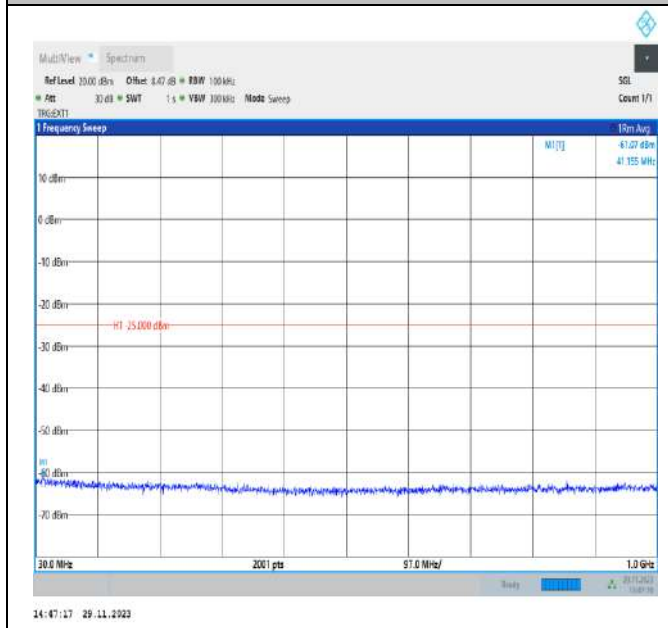 MultiView Spectrum
Ref Level 20.00 dBm Offset 8.47 dB RBW 100 kHz SGL
Att 30 dB SWT 1 s VBW 300 kHz Mode Sweep Count 1/1
TRG:EXT1
1 Frequency Sweep 1Rm Avg
M1[1] -61.07 dBm
41.155 MHz
10 dBm
0 dBm
-10 dBm
-20 dBm
H1 -25.000 dBm
-30 dBm
-40 dBm
-50 dBm
M1
-60 dBm
-70 dBm
30.0 MHz 2001 pts 97.0 MHz/ 1.0 GHz
Ready 29.11.2023
14:47:17 29.11.2023